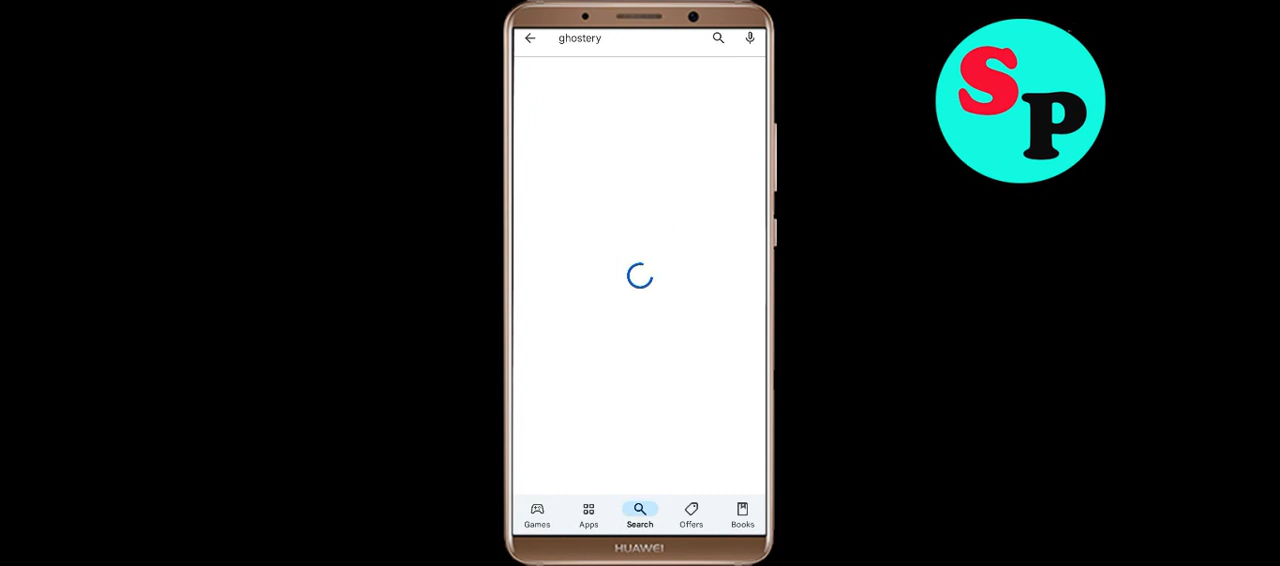 ghostery
SP
Games
Apps
Search
Offers
Books
HUAWEI